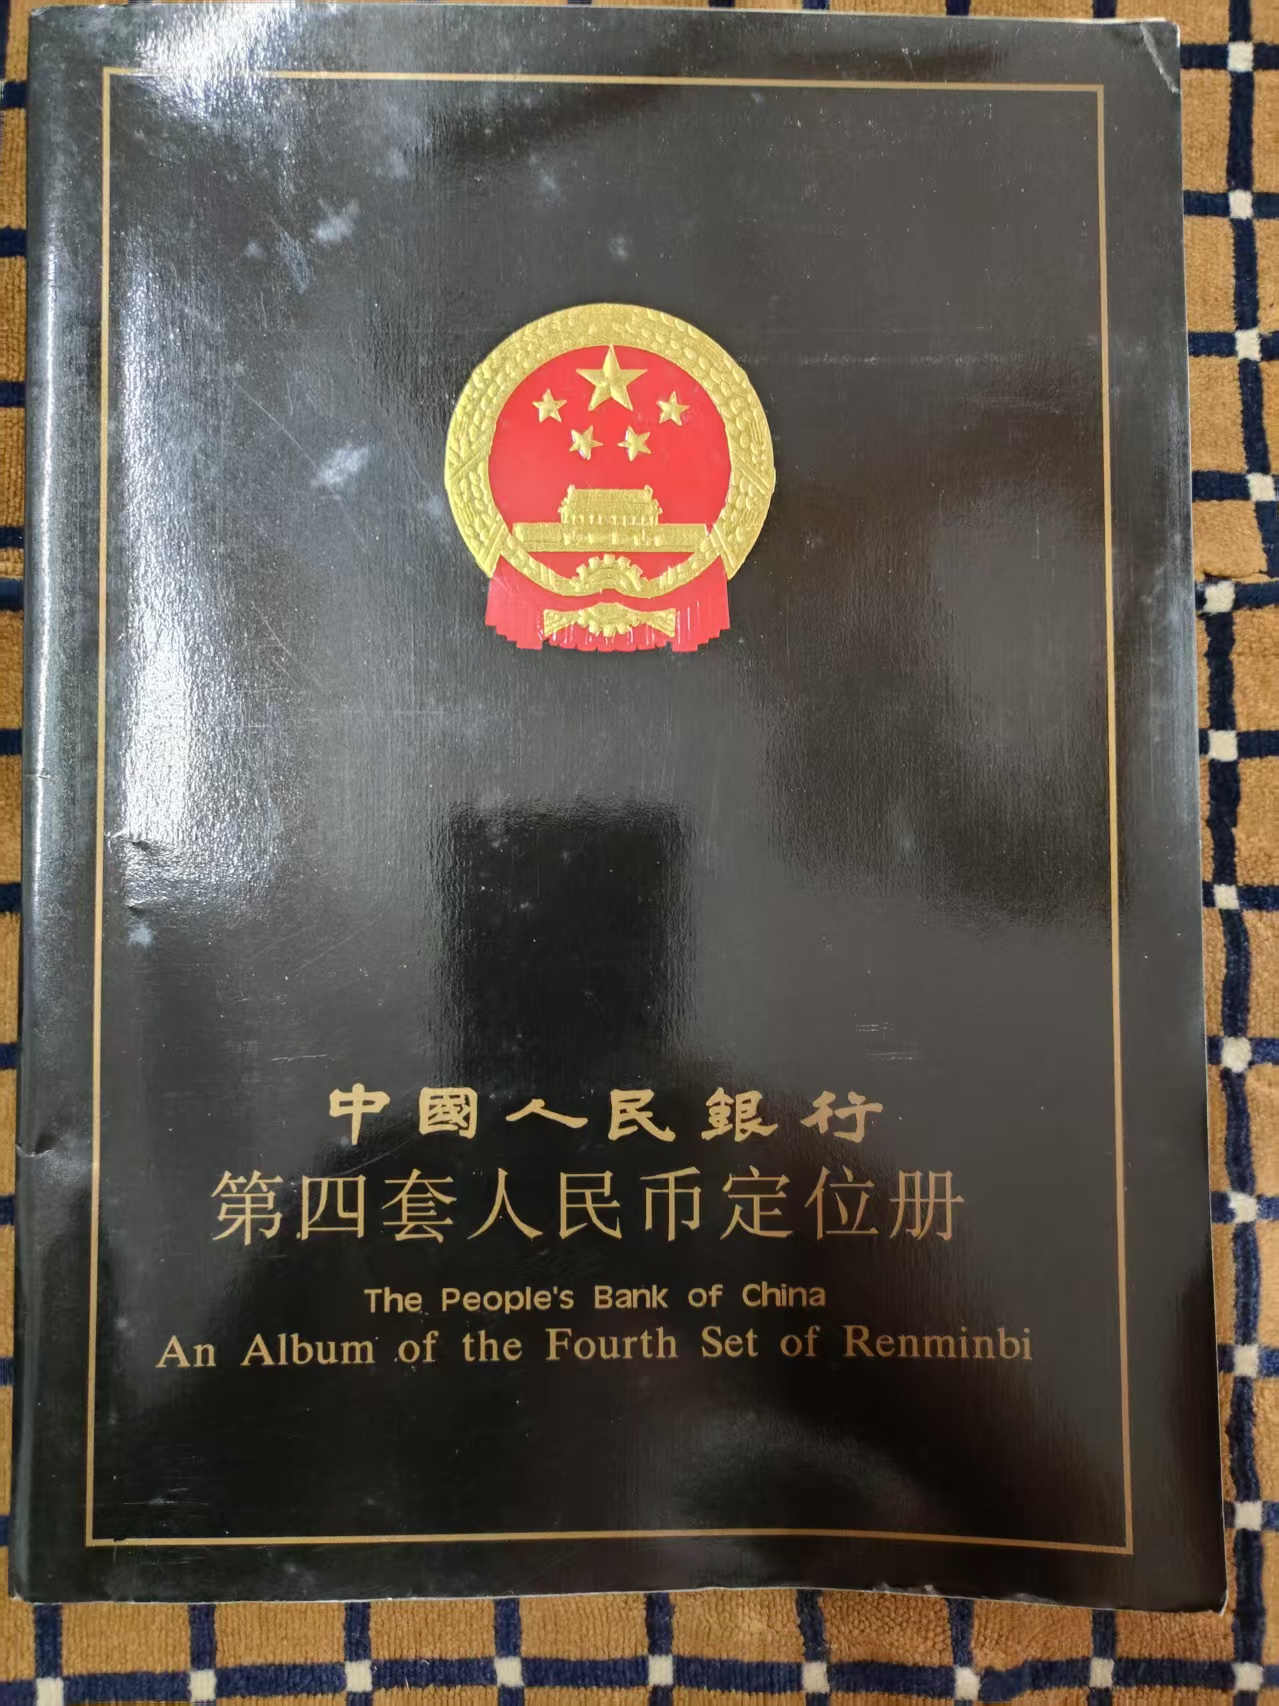 中國人民銀行
第四套人民币定位册
The People's Bank of China
An Album of the Fourth Set of Renminbi